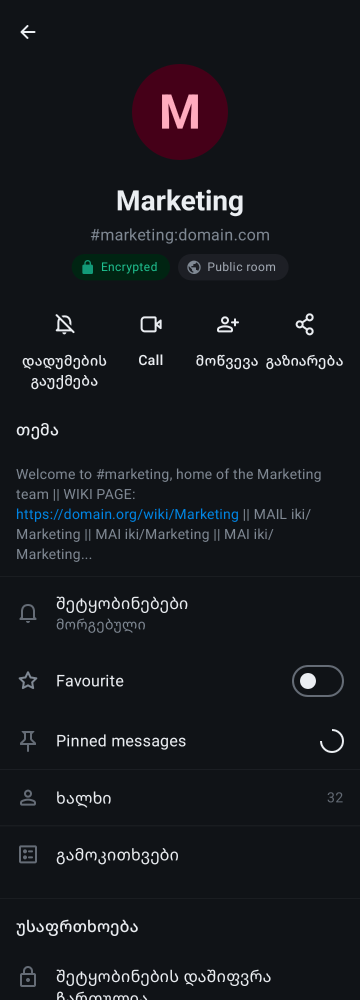 M
Marketing
#marketing:domain.com
Encrypted
Public room
დადუმების გაუქმება
Call
მოწვევა
გაზიარება
თემა
Welcome to #marketing, home of the Marketing
team || WIKI PAGE:
https://domain.org/wiki/Marketing || MAIL iki/
Marketing || MAI iki/Marketing || MAI iki/
Marketing...
შეტყობინებები
მორგებული
Favourite
Pinned messages
ხალხი
32
გამოკითხვები
უსაფრთხოება
შეტყობინების დაშიფვრა
ჩართულია